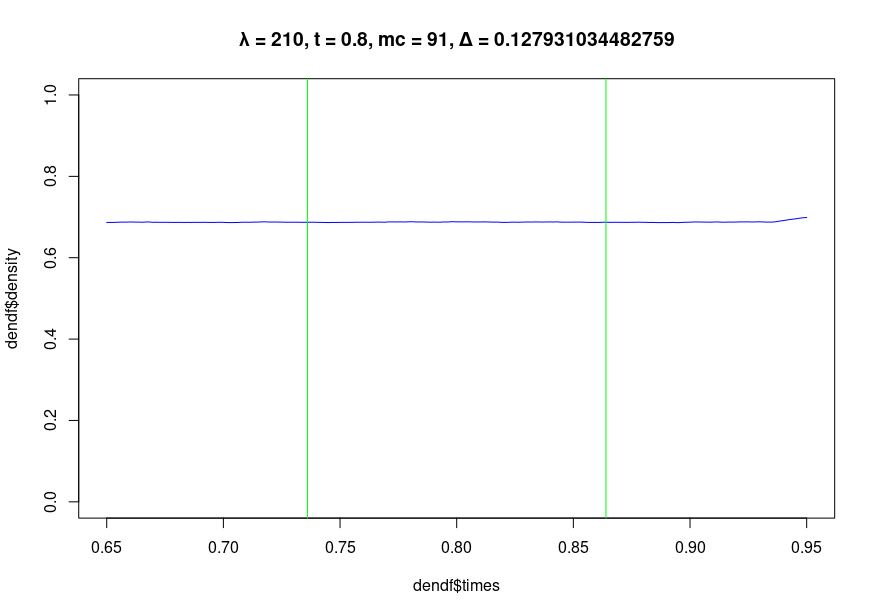 λ = 210, t = 0.8, mc = 91, Δ = 0.127931034482759
dendf$density
1.0
0.8
0.6
0.4
0.2
0.0
0.65 0.70 0.75 0.80 0.85 0.90 0.95
dendf$times